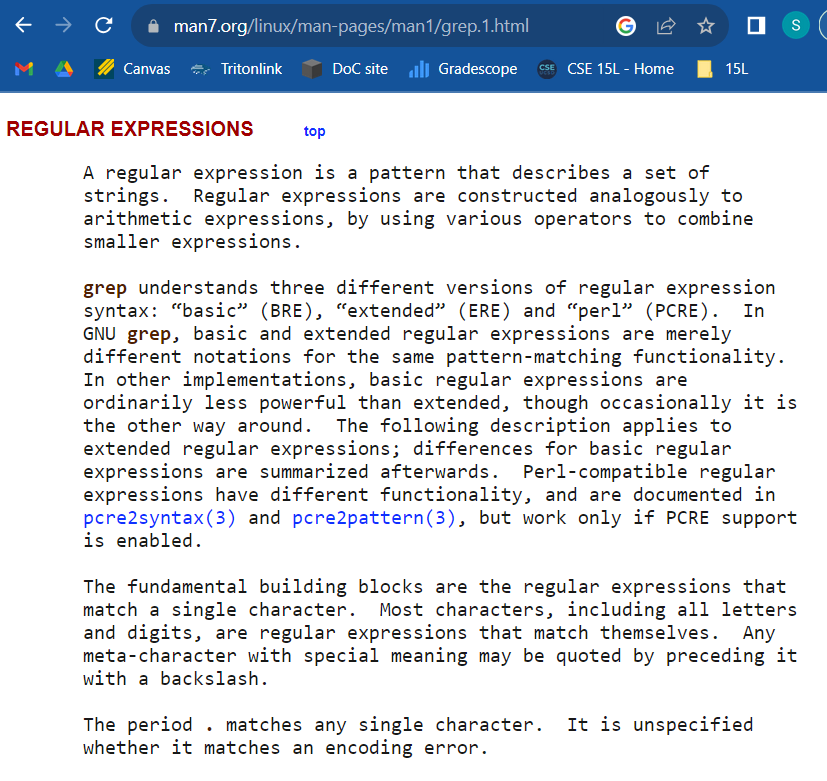 man7.org/linux/man-pages/man1/grep.1.html
S
Canvas
Tritonlink
DoC site
Gradescope
CSE
CSE 15L - Home
15L
REGULAR EXPRESSIONS top
A regular expression is a pattern that describes a set of
strings. Regular expressions are constructed analogously to
arithmetic expressions, by using various operators to combine
smaller expressions.
grep understands three different versions of regular expression
syntax: “basic” (BRE), “extended” (ERE) and “perl” (PCRE). In
GNU grep, basic and extended regular expressions are merely
different notations for the same pattern-matching functionality.
In other implementations, basic regular expressions are
ordinarily less powerful than extended, though occasionally it is
the other way around. The following description applies to
extended regular expressions; differences for basic regular
expressions are summarized afterwards. Perl-compatible regular
expressions have different functionality, and are documented in
pcre2syntax(3) and pcre2pattern(3), but work only if PCRE support
is enabled.
The fundamental building blocks are the regular expressions that
match a single character. Most characters, including all letters
and digits, are regular expressions that match themselves. Any
meta-character with special meaning may be quoted by preceding it
with a backslash.
The period . matches any single character. It is unspecified
whether it matches an encoding error.